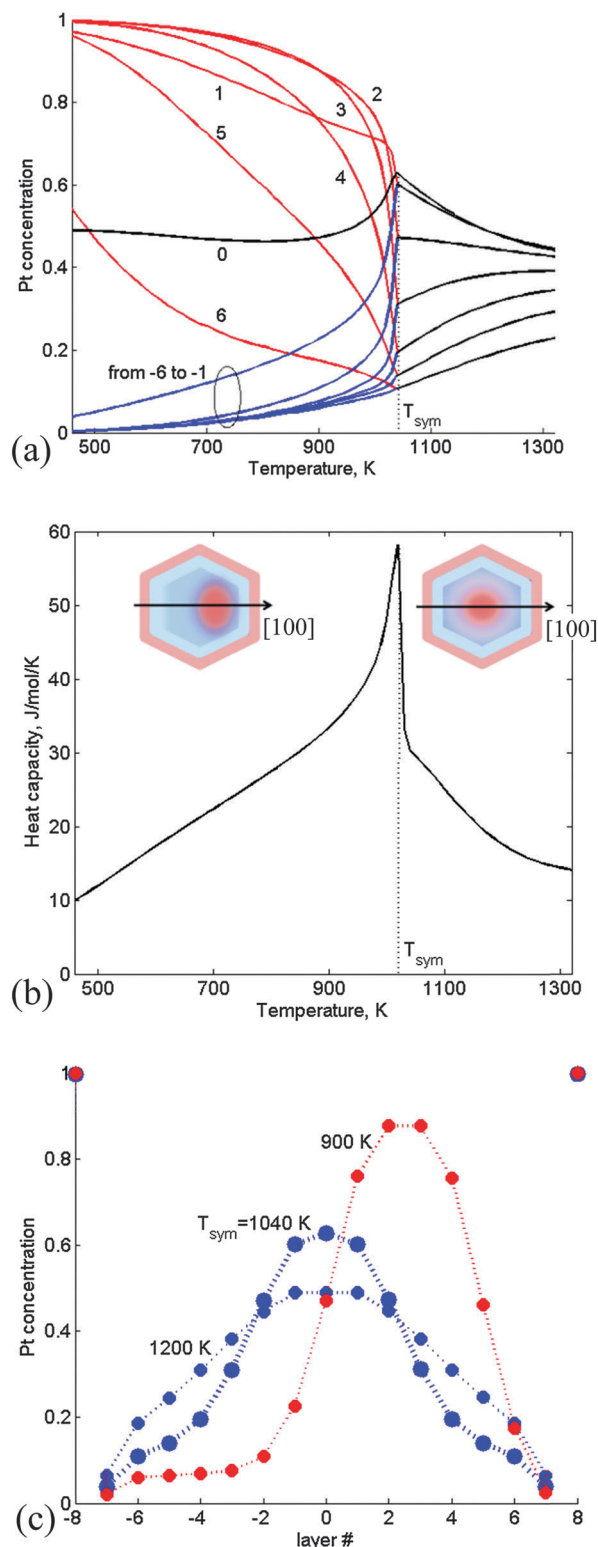 1
0.8
0.6
0.4
0.2
0
Pt concentration
1
2
3
4
5
0
6
from -6 to -1
T_sym
500 700 900 1100 1300
Temperature, K
(a)
60
50
40
30
20
10
0
Heat capacity, J/mol/K
[100]
[100]
T_sym
500 700 900 1100 1300
Temperature, K
(b)
1
0.8
0.6
0.4
0.2
0
Pt concentration
900 K
T_sym=1040 K
1200 K
-8 -6 -4 -2 0 2 4 6 8
layer #
(c)